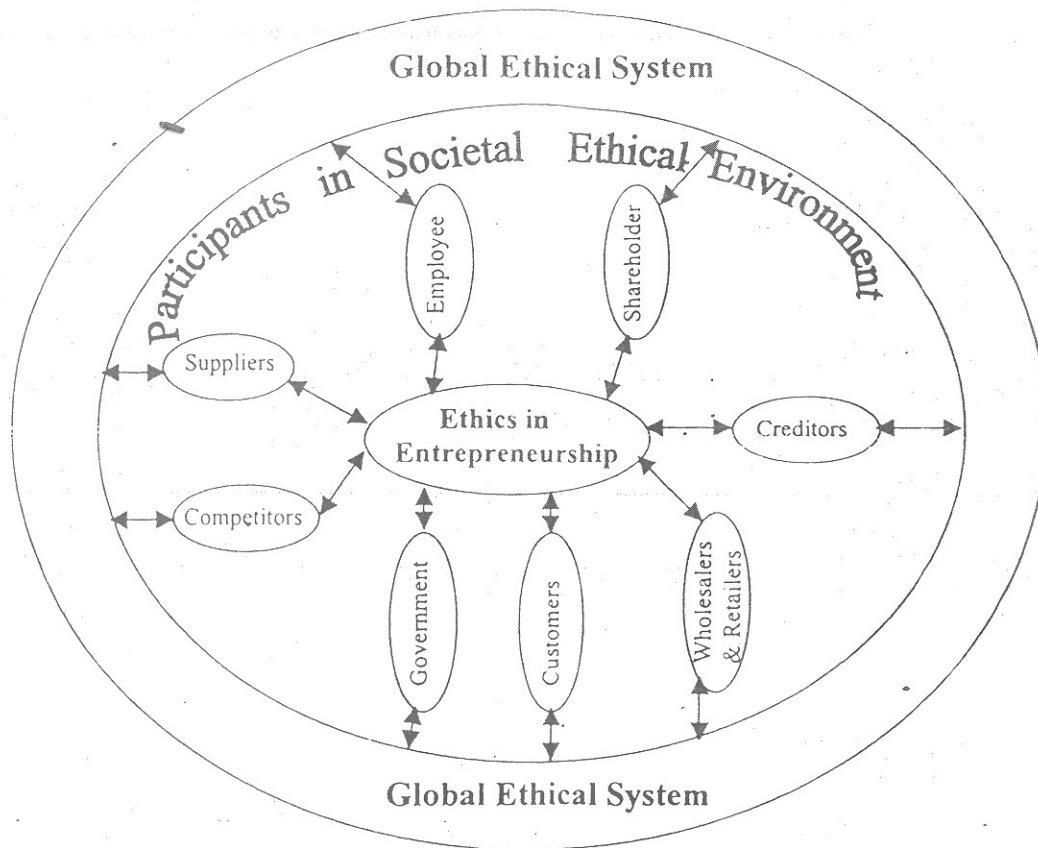 Global Ethical System
Participants in Societal Ethical Environment
Employee
Shareholder
Suppliers
Ethics in
Entrepreneurship
Creditors
Competitors
Government
Customers
Wholesalers
& Retailers
Global Ethical System